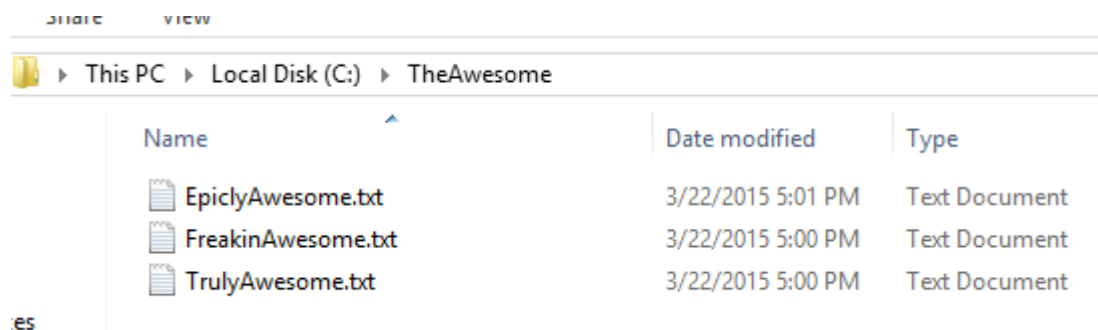 Share View
This PC Local Disk (C:) TheAwesome
Name Date modified Type
EpiclyAwesome.txt 3/22/2015 5:01 PM Text Document
FreakinAwesome.txt 3/22/2015 5:00 PM Text Document
TrulyAwesome.txt 3/22/2015 5:00 PM Text Document